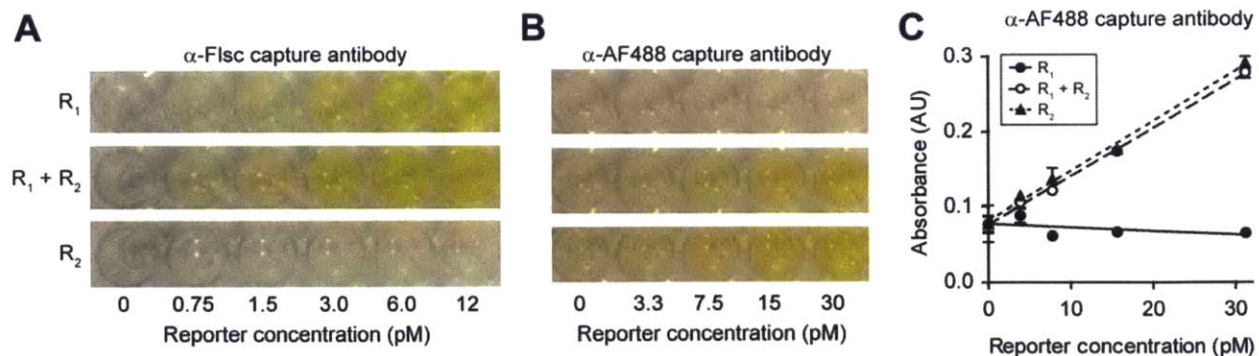 A
α-Flsc capture antibody
R1
R1 + R2
R2
0 0.75 1.5 3.0 6.0 12
Reporter concentration (pM)
B
α-AF488 capture antibody
0 3.3 7.5 15 30
Reporter concentration (pM)
C
α-AF488 capture antibody
R1
R1 + R2
R2
Absorbance (AU)
0.3
0.2
0.1
0.0
0 10 20 30
Reporter concentration (pM)